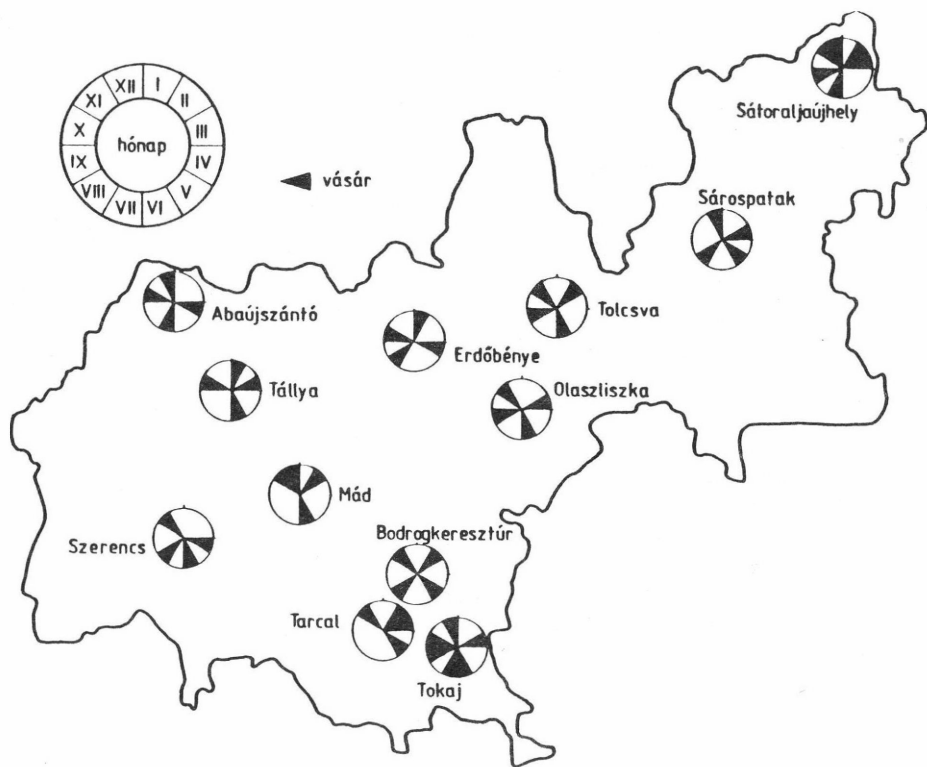 I
II
III
IV
V
VI
VII
VIII
IX
X
XI
XII
hónap
vásár
Sátoraljaújhely
Sárospatak
Abaújszántó
Tolcsva
Erdőbénye
Tállya
Olaszliszka
Mád
Szerencs
Bodrogkeresztúr
Tarcal
Tokaj